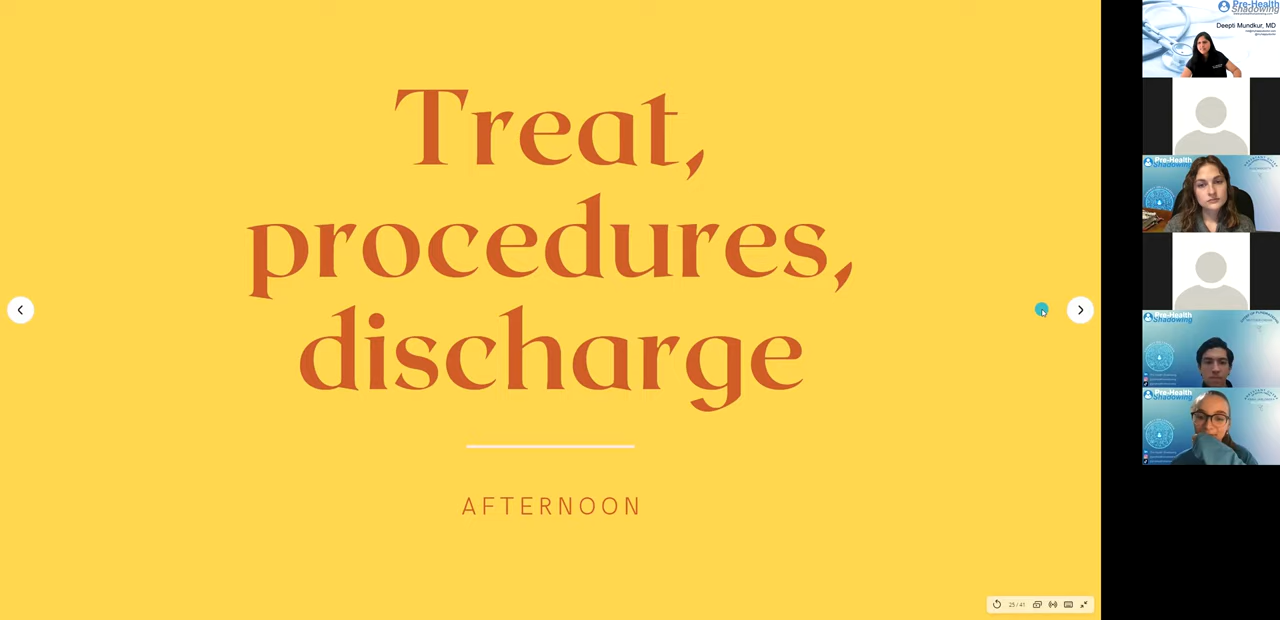 Treat,
procedures,
discharge
AFTERNOON
25 / 41
Pre-Health
Shadowing
Deepti Mundkur, MD
Pre-Health
Shadowing
Pre-Health
Shadowing
Pre-Health
Shadowing